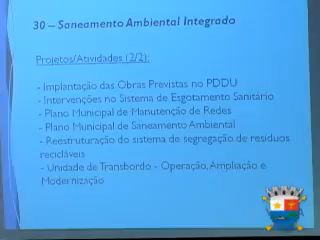 30 – Saneamento Ambiental Integrado
Projetos/Atividades (2/2):
- Implantação das Obras Previstas no PDDU
- Intervenções no Sistema de Esgotamento Sanitário
- Plano Municipal de Manutenção de Redes
- Plano Municipal de Saneamento Ambiental
- Reestruturação do sistema de segregação de resíduos
recicláveis
- Unidade de Transbordo - Operação, Ampliação e
Modernização